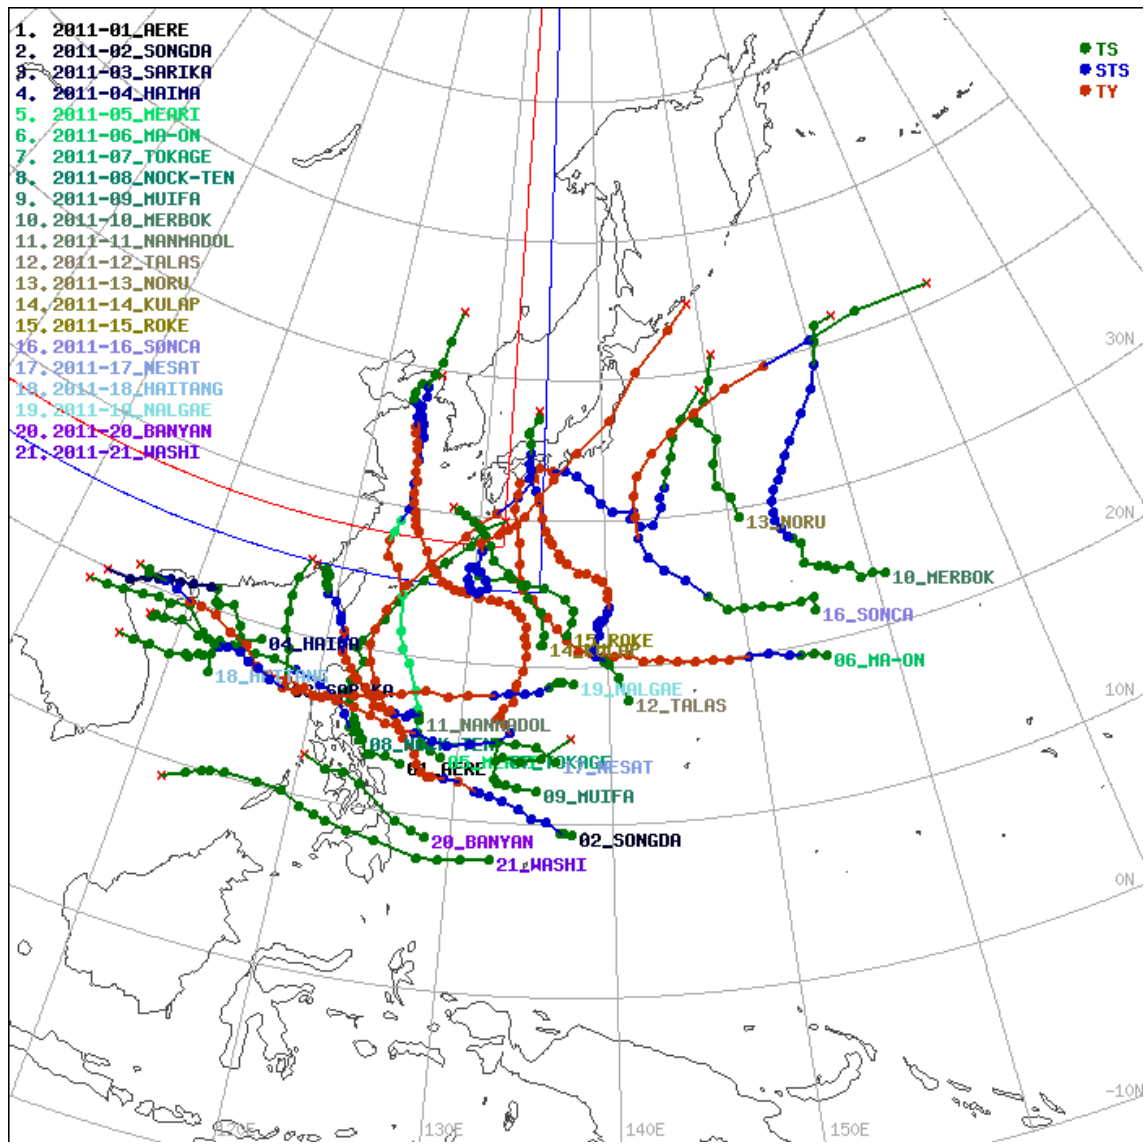 1. 2011-01_AERE
2. 2011-02_SONGDA
3. 2011-03_SARIKA
4. 2011-04_HAIMA
5. 2011-05_MEARI
6. 2011-06_MA-ON
7. 2011-07_TOKAGE
8. 2011-08_NOCK-TEN
9. 2011-09_MUIFA
10. 2011-10_MERBOK
11. 2011-11_NANMADOL
12. 2011-12_TALAS
13. 2011-13_NORU
14. 2011-14_KULAP
15. 2011-15_ROKE
16. 2011-16_SONCA
17. 2011-17_NESAT
18. 2011-18_HAITANG
19. 2011-19_NALGAE
20. 2011-20_BANYAN
21. 2011-21_WASHI
TS
STS
TY
30N
20N
13_NORU
10_MERBOK
16_SONCA
15_ROKE
14_KULAP
04_HAIMA
06_MA-ON
18_HAITANG
03_SARIKA
19_NALGAE
10N
12_TALAS
11_NANMADOL
08_NOCK-TEN
05_MEARI
07_TOKAGE
01_AERE
17_NESAT
09_MUIFA
20_BANYAN
02_SONGDA
21_WASHI
0N
-10N
120E
130E
140E
150E